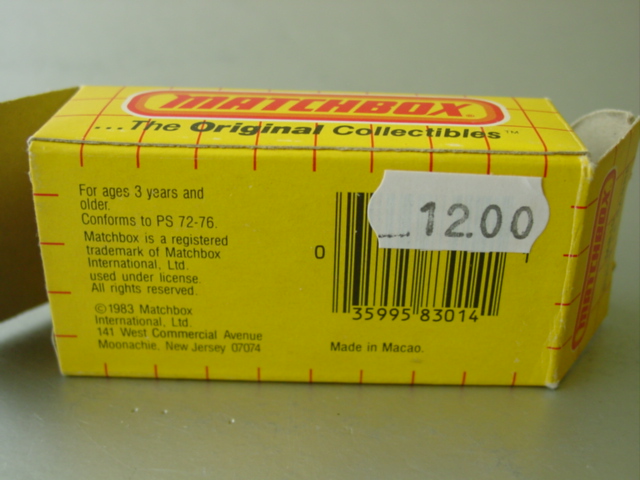 MATCHBOX
...The Original Collectibles™
For ages 3 years and
older.
Conforms to PS 72-76.
Matchbox is a registered
trademark of Matchbox
International, Ltd.
used under license.
All rights reserved.
©1983 Matchbox
International, Ltd.
141 West Commercial Avenue
Moonachie, New Jersey 07074
12.00
0 35995 83014 1
Made in Macao.
MATCHBOX